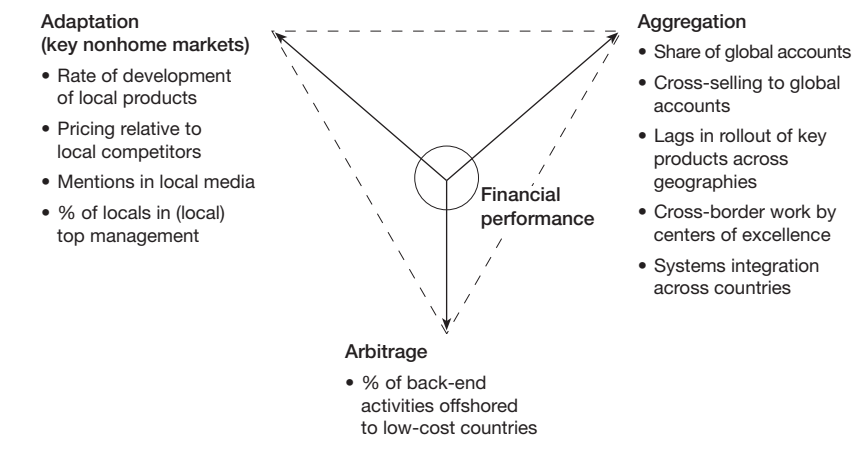 Adaptation
(key nonhome markets)
• Rate of development
of local products
• Pricing relative to
local competitors
• Mentions in local media
• % of locals in (local)
top management
Aggregation
• Share of global accounts
• Cross-selling to global
accounts
• Lags in rollout of key
products across
geographies
• Cross-border work by
centers of excellence
• Systems integration
across countries
Financial
performance
Arbitrage
• % of back-end
activities offshored
to low-cost countries